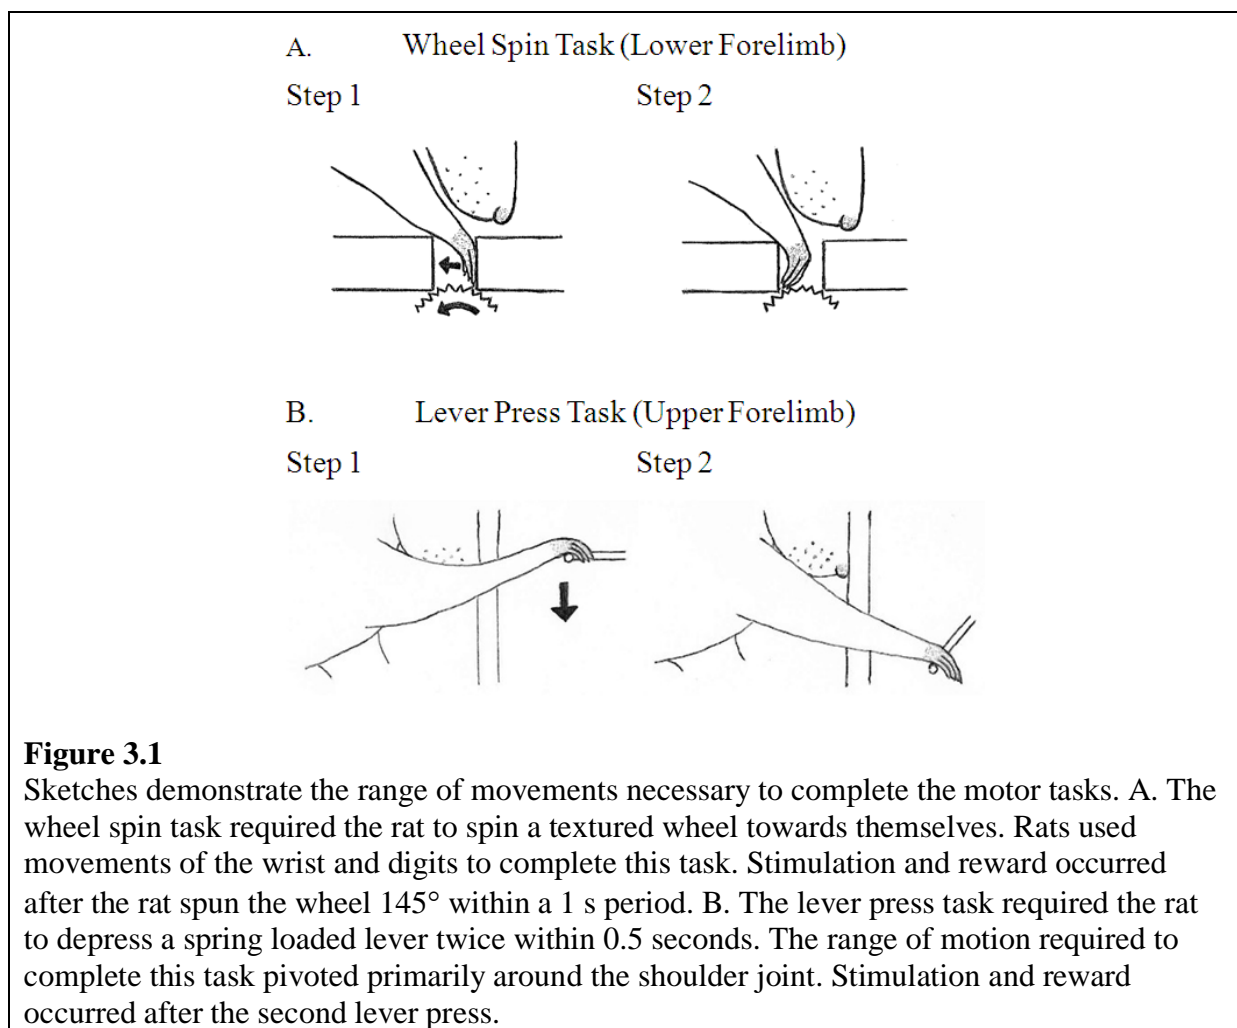 A. Wheel Spin Task (Lower Forelimb)
Step 1 Step 2
B. Lever Press Task (Upper Forelimb)
Step 1 Step 2
Figure 3.1
Sketches demonstrate the range of movements necessary to complete the motor tasks. A. The
wheel spin task required the rat to spin a textured wheel towards themselves. Rats used
movements of the wrist and digits to complete this task. Stimulation and reward occurred
after the rat spun the wheel 145° within a 1 s period. B. The lever press task required the rat
to depress a spring loaded lever twice within 0.5 seconds. The range of motion required to
complete this task pivoted primarily around the shoulder joint. Stimulation and reward
occurred after the second lever press.